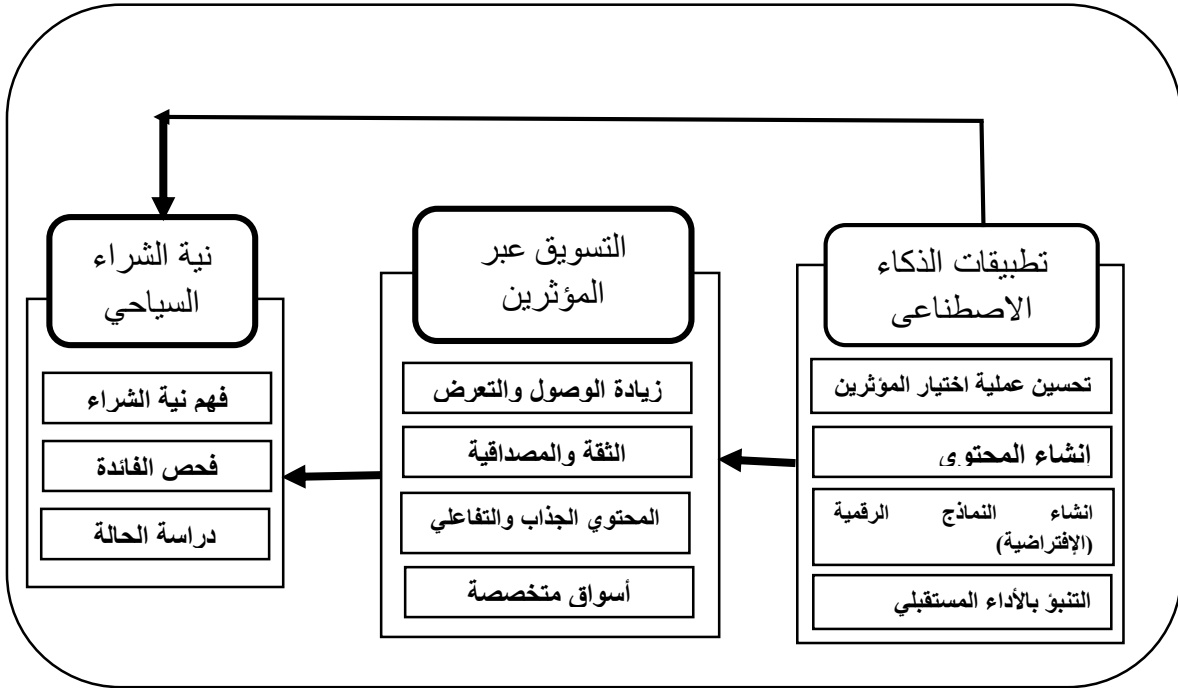 تطبيقات الذكاء
الاصطناعى
تحسين عملية اختيار المؤثرين
إنشاء المحتوى
انشاء النماذج الرقمية
(الإفتراضية)
التنبؤ بالأداء المستقبلي
التسويق عبر
المؤثرين
زيادة الوصول والتعرض
الثقة والمصداقية
المحتوي الجذاب والتفاعلي
أسواق متخصصة
نية الشراء
السياحي
فهم نية الشراء
فحص الفائدة
دراسة الحالة